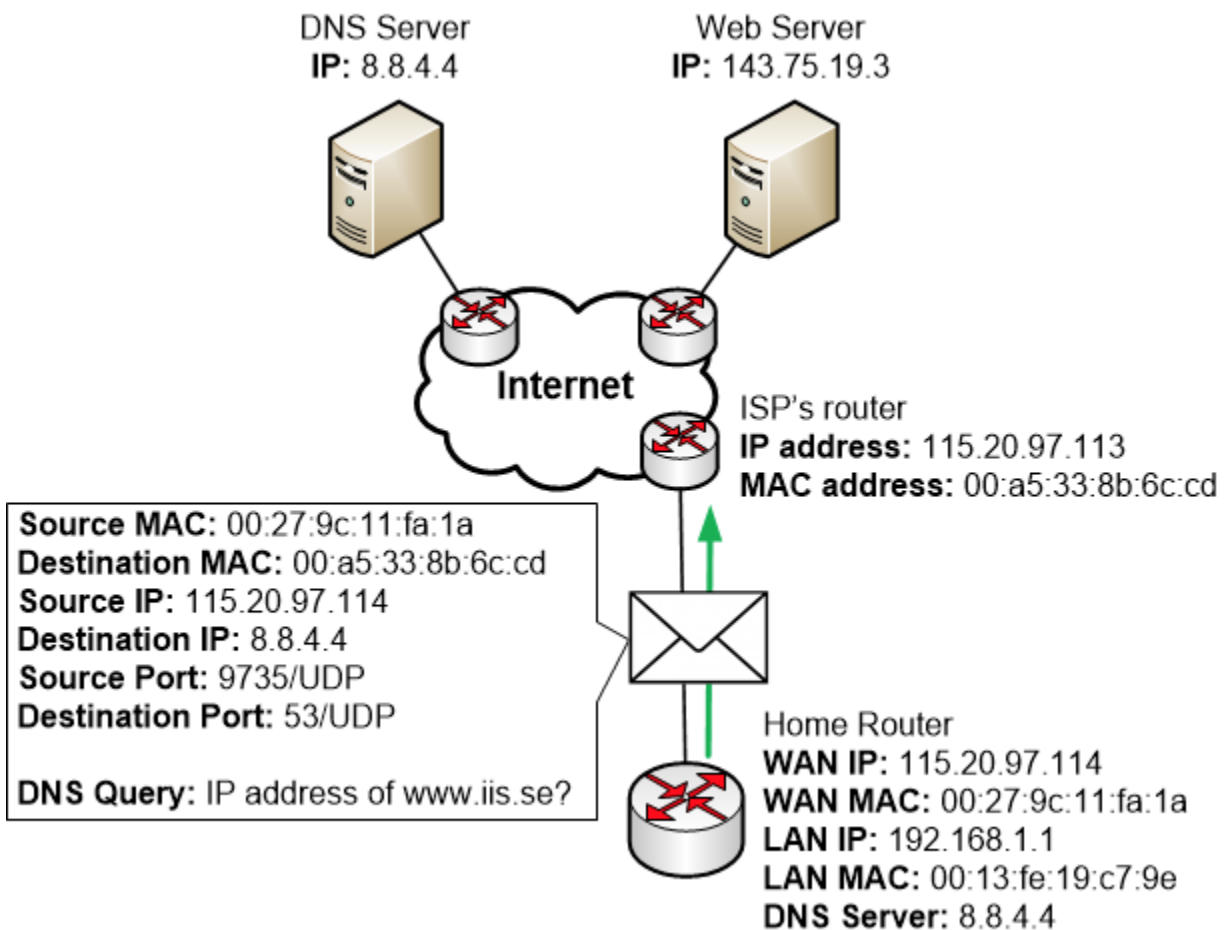 DNS Server
IP: 8.8.4.4
Web Server
IP: 143.75.19.3
Internet
ISP's router
IP address: 115.20.97.113
MAC address: 00:a5:33:8b:6c:cd
Source MAC: 00:27:9c:11:fa:1a
Destination MAC: 00:a5:33:8b:6c:cd
Source IP: 115.20.97.114
Destination IP: 8.8.4.4
Source Port: 9735/UDP
Destination Port: 53/UDP
DNS Query: IP address of www.iis.se?
Home Router
WAN IP: 115.20.97.114
WAN MAC: 00:27:9c:11:fa:1a
LAN IP: 192.168.1.1
LAN MAC: 00:13:fe:19:c7:9e
DNS Server: 8.8.4.4